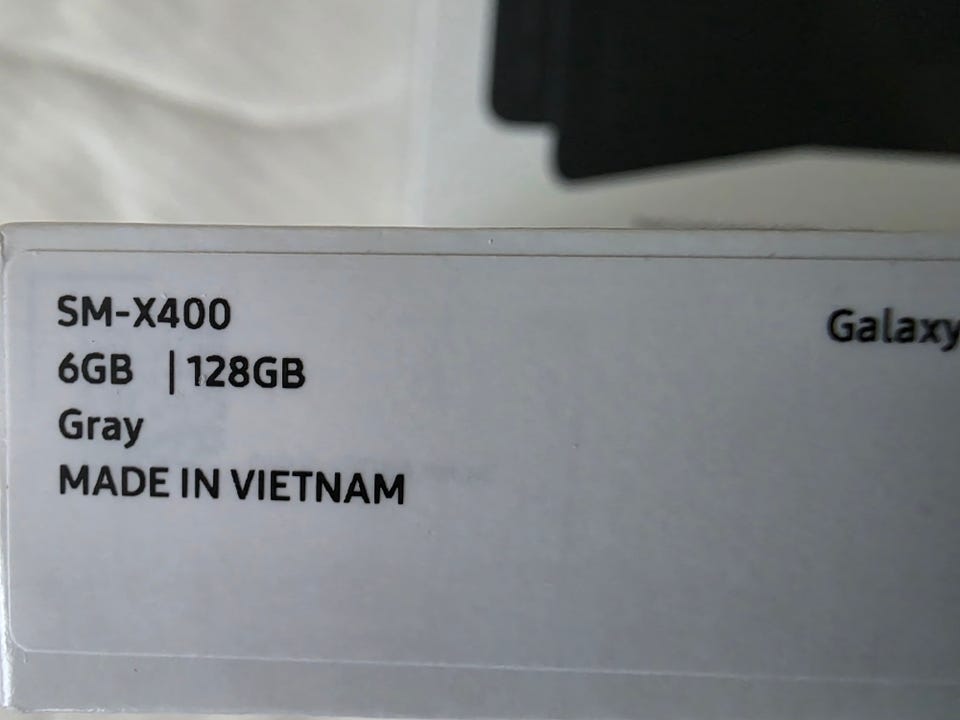 SM-X400
6GB | 128GB
Gray
MADE IN VIETNAM
Galaxy